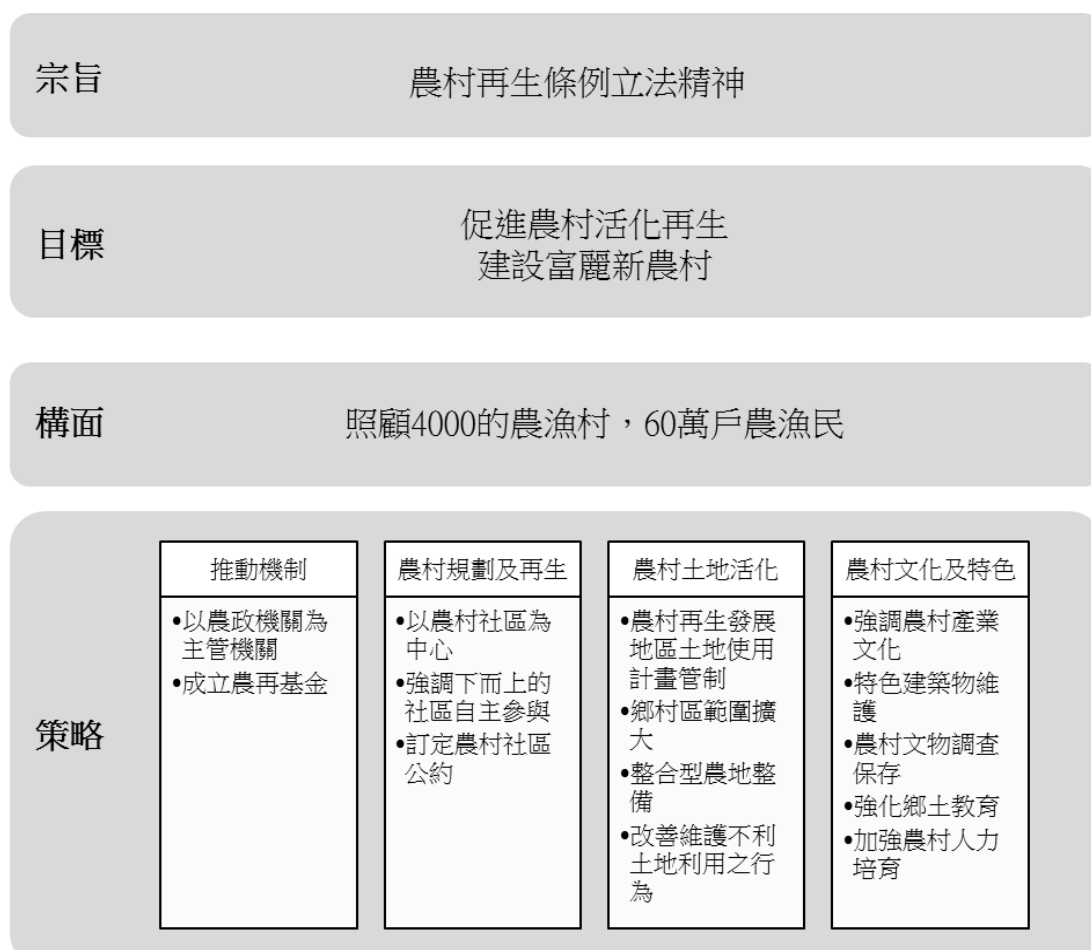 宗旨
農村再生條例立法精神
目標
促進農村活化再生
建設富麗新農村
構面
照顧4000的農漁村，60萬戶農漁民
策略
推動機制
•以農政機關為
主管機關
•成立農再基金
農村規劃及再生
•以農村社區為
中心
•強調下而上的
社區自主參與
•訂定農村社區
公約
農村土地活化
•農村再生發展
地區土地使用
計畫管制
•鄉村區範圍擴
大
•整合型農地整
備
•改善維護不利
土地利用之行
為
農村文化及特色
•強調農村產業
文化
•特色建築物維
護
•農村文物調查
保存
•強化鄉土教育
•加強農村人力
培育